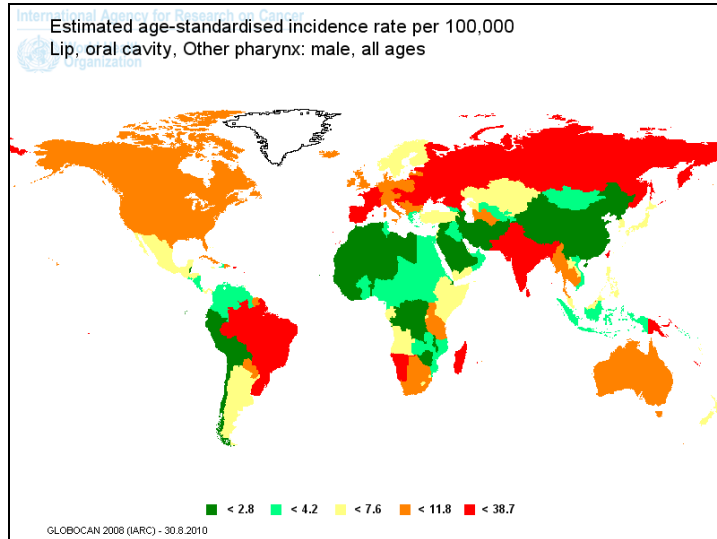 International Agency for Research on Cancer
Estimated age-standardised incidence rate per 100,000
Lip, oral cavity, Other pharynx: male, all ages
World Health
Organization
< 2.8 < 4.2 < 7.6 < 11.8 < 38.7
GLOBOCAN 2008 (IARC) - 30.8.2010